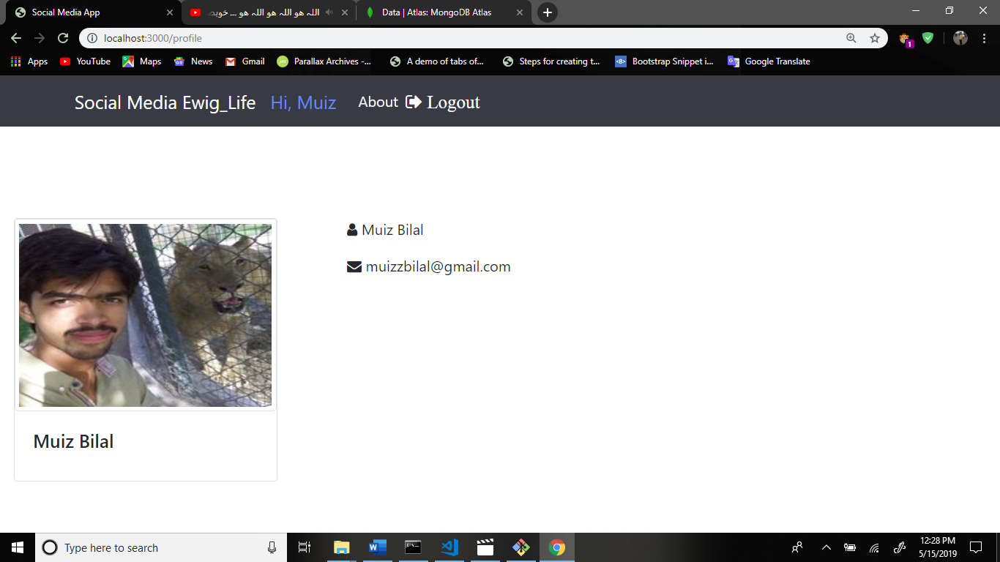 Social Media App
اللہ ھو اللہ ھو اللہ ھو ... خوبص
Data | Atlas: MongoDB Atlas
localhost:3000/profile
1
Apps
YouTube
Maps
News
Gmail
Parallax Archives -...
A demo of tabs of...
Steps for creating t...
Bootstrap Snippet i...
Google Translate
Social Media Ewig_Life
Hi, Muiz
About
Logout
Muiz Bilal
muizzbilal@gmail.com
Muiz Bilal
Type here to search
12:28 PM
5/15/2019